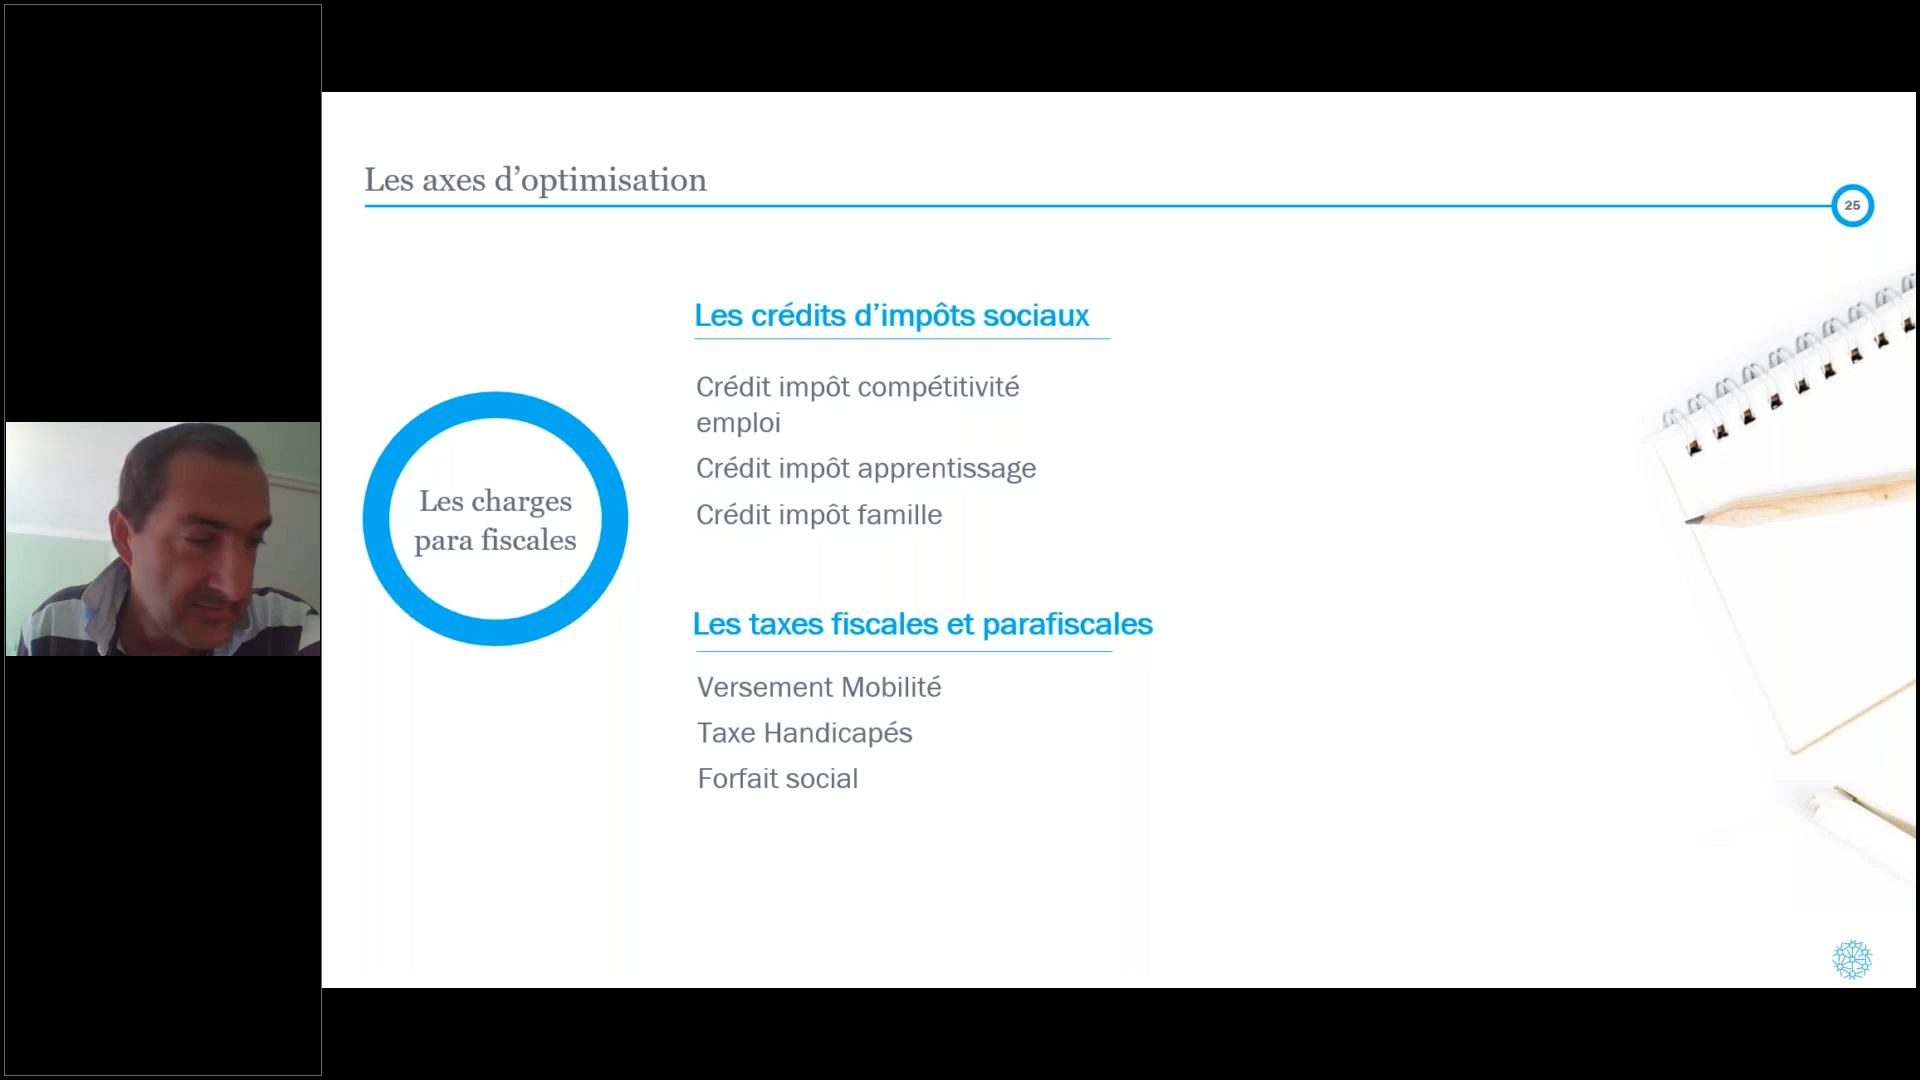 Les axes d’optimisation
25
Les charges
para fiscales
Les crédits d’impôts sociaux
Crédit impôt compétitivité
emploi
Crédit impôt apprentissage
Crédit impôt famille
Les taxes fiscales et parafiscales
Versement Mobilité
Taxe Handicapés
Forfait social